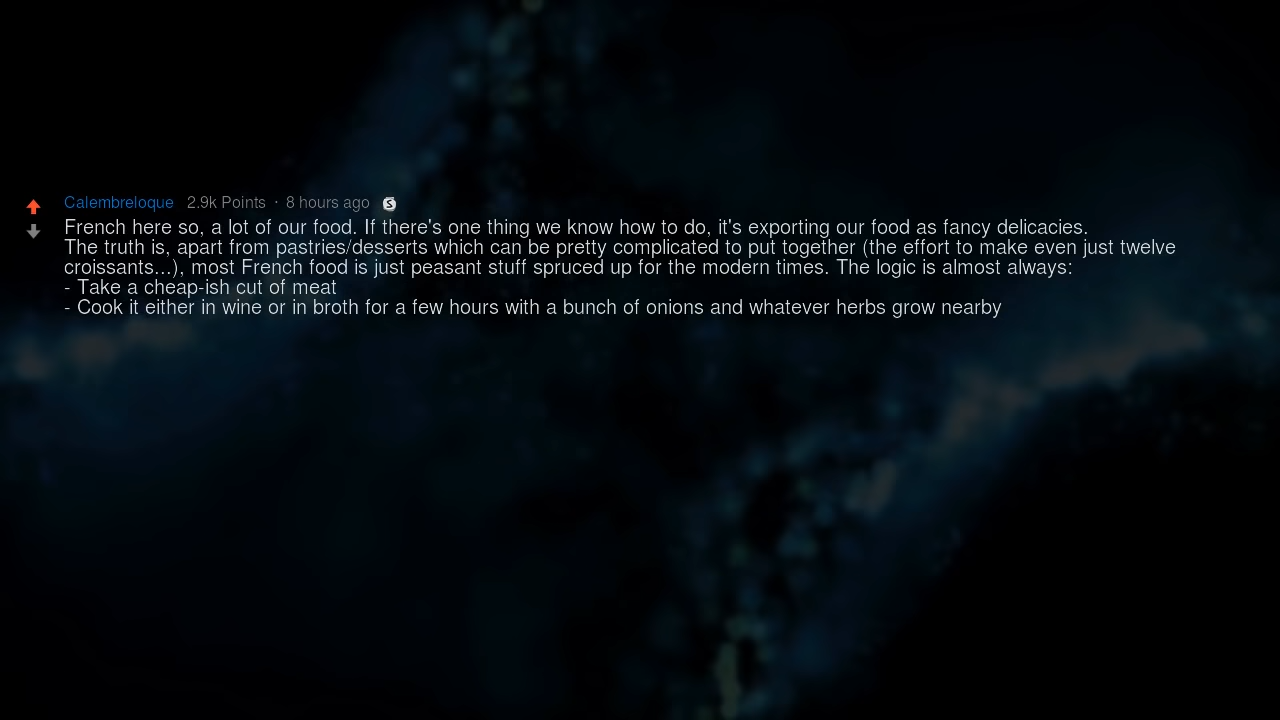 Calembreloque 2.9k Points · 8 hours ago S
French here so, a lot of our food. If there's one thing we know how to do, it's exporting our food as fancy delicacies.
The truth is, apart from pastries/desserts which can be pretty complicated to put together (the effort to make even just twelve
croissants...), most French food is just peasant stuff spruced up for the modern times. The logic is almost always:
- Take a cheap-ish cut of meat
- Cook it either in wine or in broth for a few hours with a bunch of onions and whatever herbs grow nearby